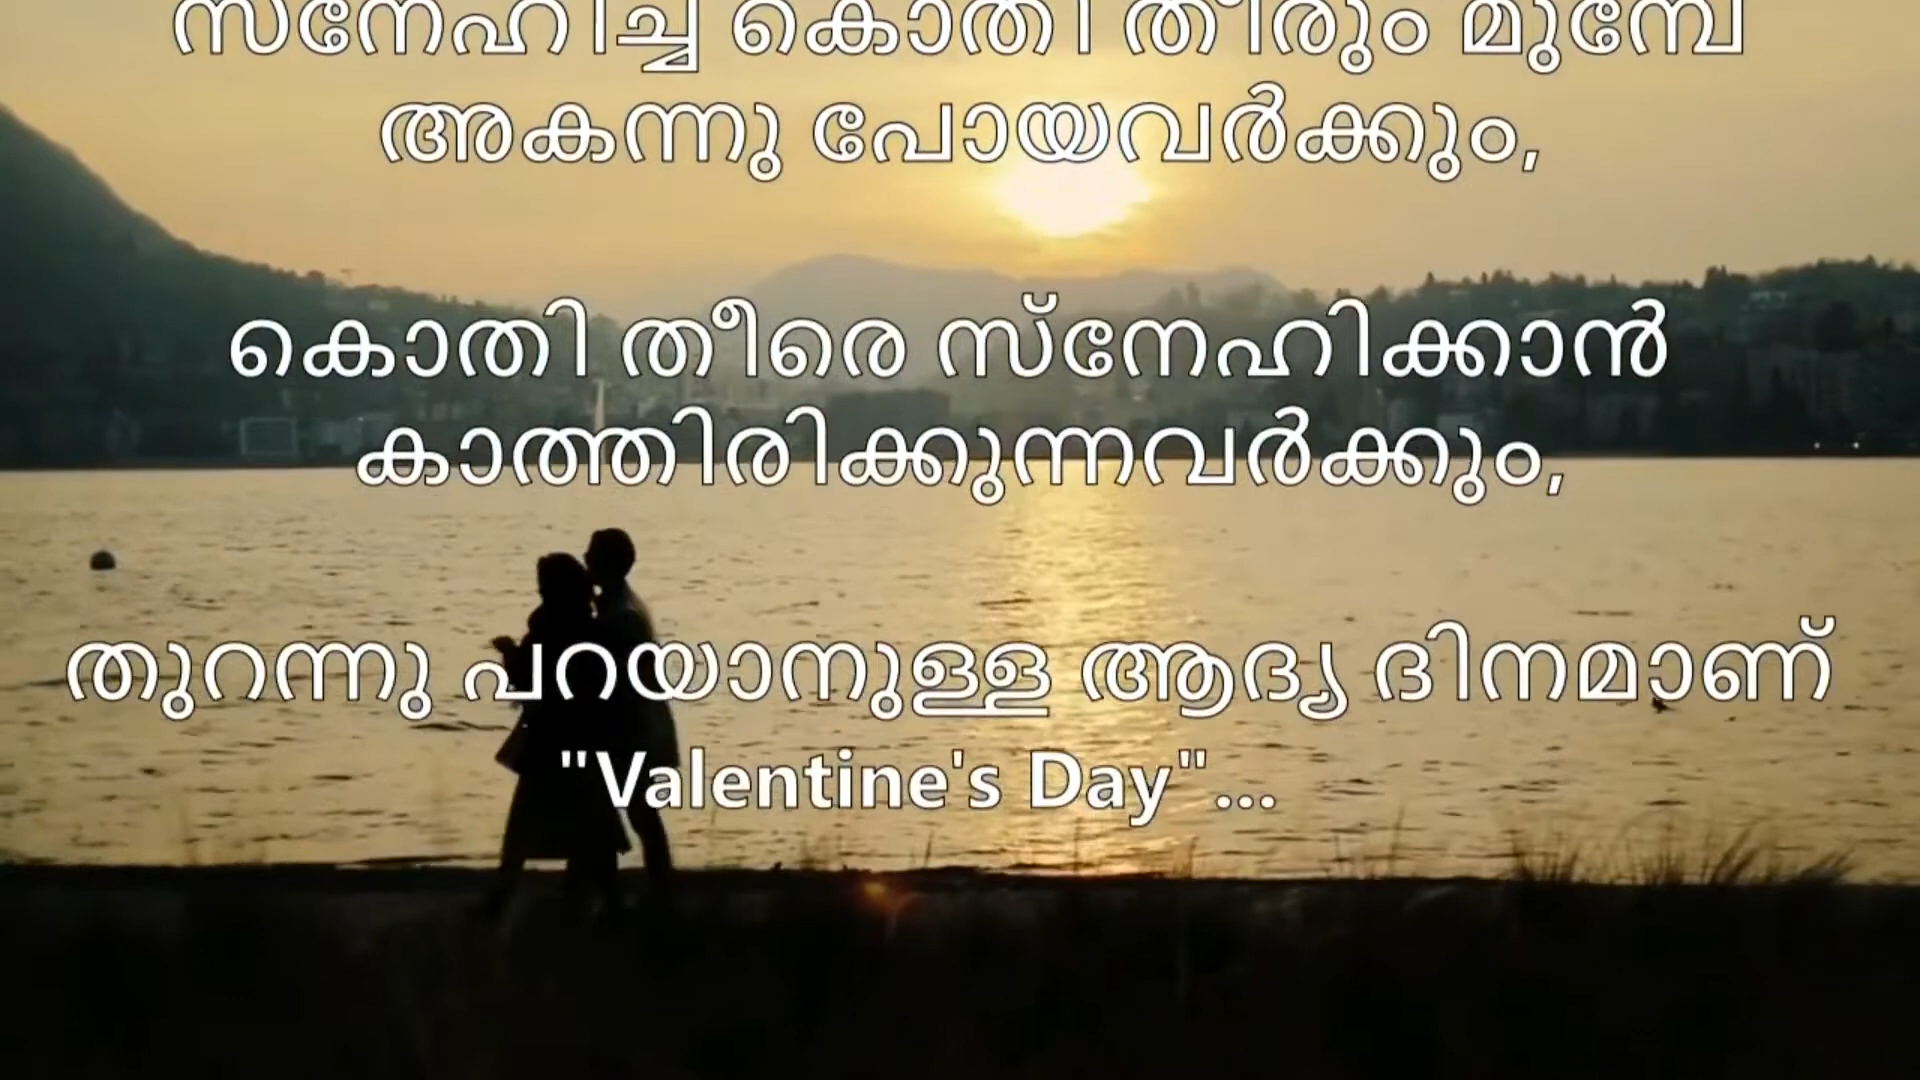 സ്നേഹിച്ച കൊതി തീരും മുമ്പേ
അകന്നു പോയവർക്കും,
കൊതി തീരെ സ്നേഹിക്കാൻ
കാത്തിരിക്കുന്നവർക്കും,
തുറന്നു പറയാനുള്ള ആദ്യ ദിനമാണ്
"Valentine's Day"...